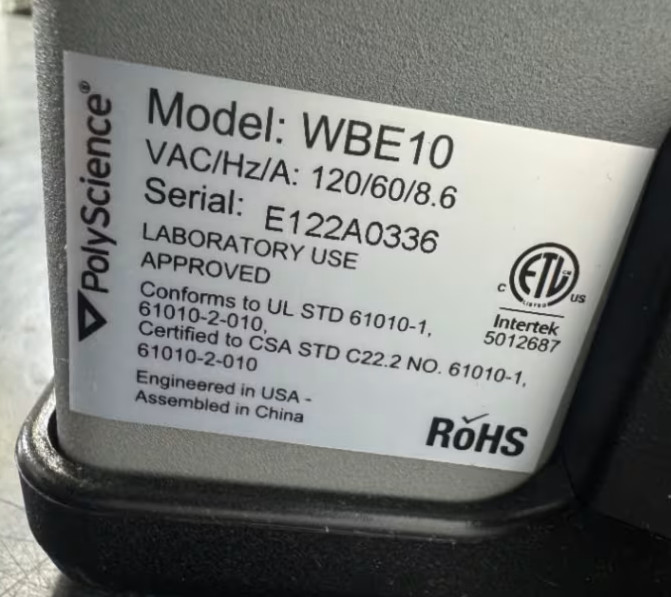 PolyScience®
Model: WBE10
VAC/Hz/A: 120/60/8.6
Serial: E122A0336
LABORATORY USE
APPROVED
Conforms to UL STD 61010-1,
61010-2-010,
Certified to CSA STD C22.2 NO. 61010-1,
61010-2-010
Engineered in USA -
Assembled in China
ETL
LISTED
C US
Intertek
5012687
RoHS